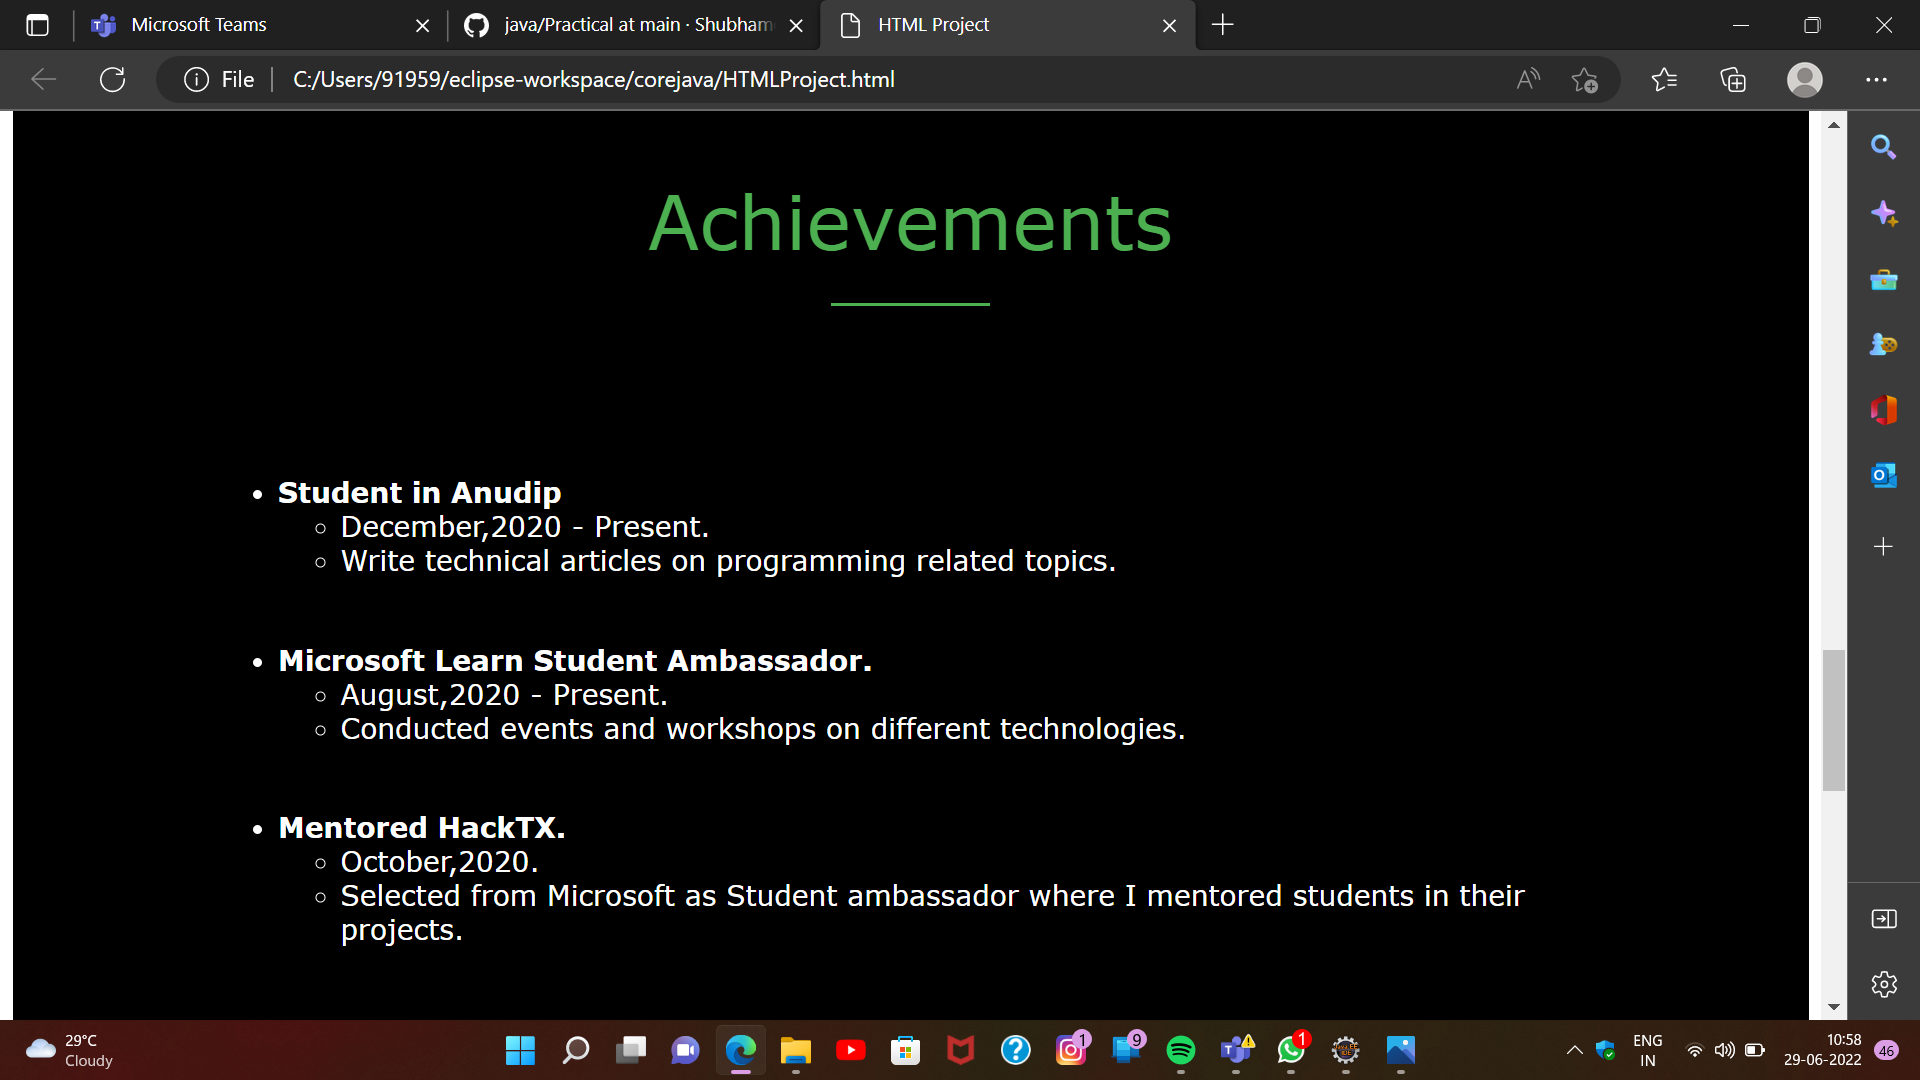 Microsoft Teams
java/Practical at main · Shubham
HTML Project
File
C:/Users/91959/eclipse-workspace/corejava/HTMLProject.html
Achievements
Student in Anudip
December,2020 - Present.
Write technical articles on programming related topics.
Microsoft Learn Student Ambassador.
August,2020 - Present.
Conducted events and workshops on different technologies.
Mentored HackTX.
October,2020.
Selected from Microsoft as Student ambassador where I mentored students in their
projects.
29°C
Cloudy
1
9
1
ENG
IN
10:58
29-06-2022
46